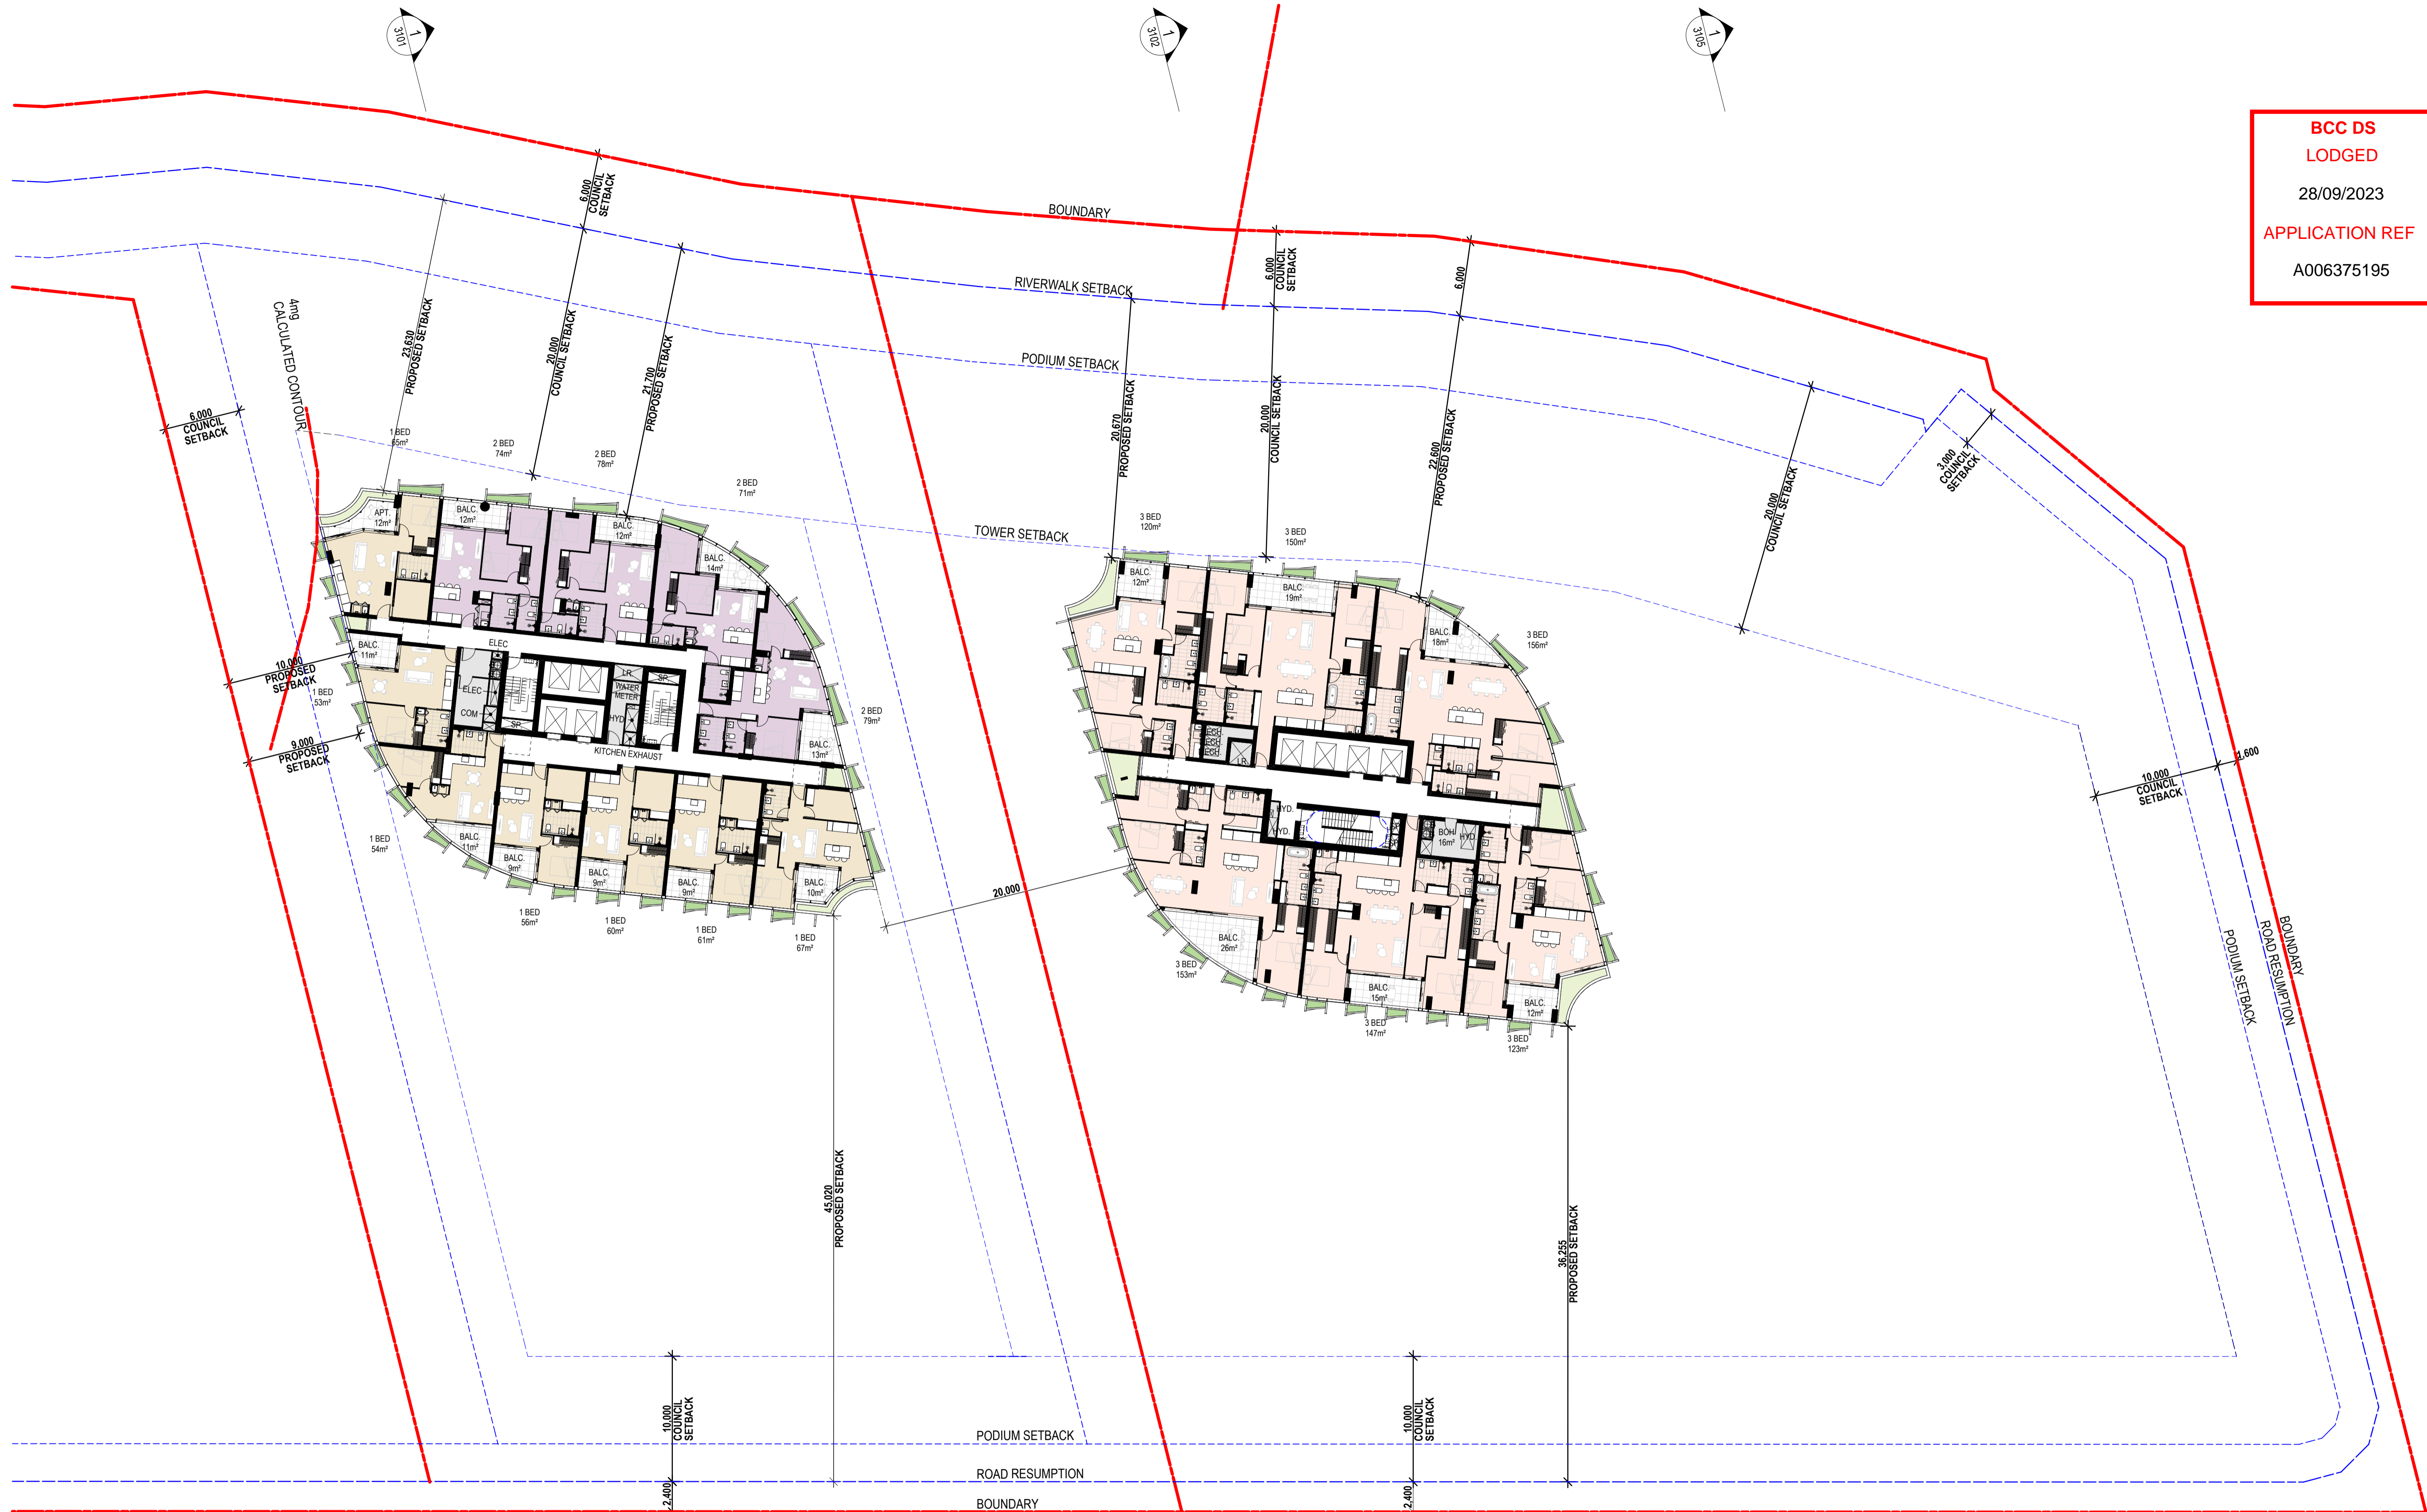 1
3101
1
3102
1
3105
BCC DS
LODGED
28/09/2023
APPLICATION REF
A006375195
6,000
COUNCIL
SETBACK
BOUNDARY
6,000
COUNCIL
SETBACK
6,000
RIVERWALK SETBACK
4mg
CALCULATED CONTOUR
23,630
PROPOSED SETBACK
20,000
COUNCIL SETBACK
21,700
PROPOSED SETBACK
PODIUM SETBACK
20,670
PROPOSED SETBACK
20,000
COUNCIL SETBACK
22,600
PROPOSED SETBACK
20,000
COUNCIL SETBACK
3,000
COUNCIL
SETBACK
6,000
COUNCIL
SETBACK
1 BED
65m²
2 BED
74m²
2 BED
78m²
2 BED
71m²
TOWER SETBACK
3 BED
120m²
3 BED
150m²
3 BED
156m²
APT.
12m²
BALC.
12m²
BALC.
12m²
BALC.
14m²
BALC.
12m²
BALC.
19m²
BALC.
18m²
BALC.
11m²
ELEC
ELEC
COM
SP.
LR.
WATER
METER
SP.
HYD
KITCHEN EXHAUST
10,000
PROPOSED
SETBACK
1 BED
53m²
9,000
PROPOSED
SETBACK
2 BED
79m²
BALC.
13m²
LR.
HYD.
HYD.
BOH
16m²
HYD.
10,000
COUNCIL
SETBACK
1,600
1 BED
54m²
BALC.
11m²
BALC.
9m²
BALC.
9m²
BALC.
9m²
BALC.
10m²
1 BED
56m²
1 BED
60m²
1 BED
61m²
1 BED
67m²
20,000
BALC.
26m²
3 BED
153m²
BALC.
15m²
3 BED
147m²
BALC.
12m²
3 BED
123m²
PODIUM SETBACK
ROAD RESUMPTION
BOUNDARY
45,020
PROPOSED SETBACK
36,255
PROPOSED SETBACK
10,000
COUNCIL
SETBACK
10,000
COUNCIL
SETBACK
PODIUM SETBACK
ROAD RESUMPTION
2,400
2,400
BOUNDARY